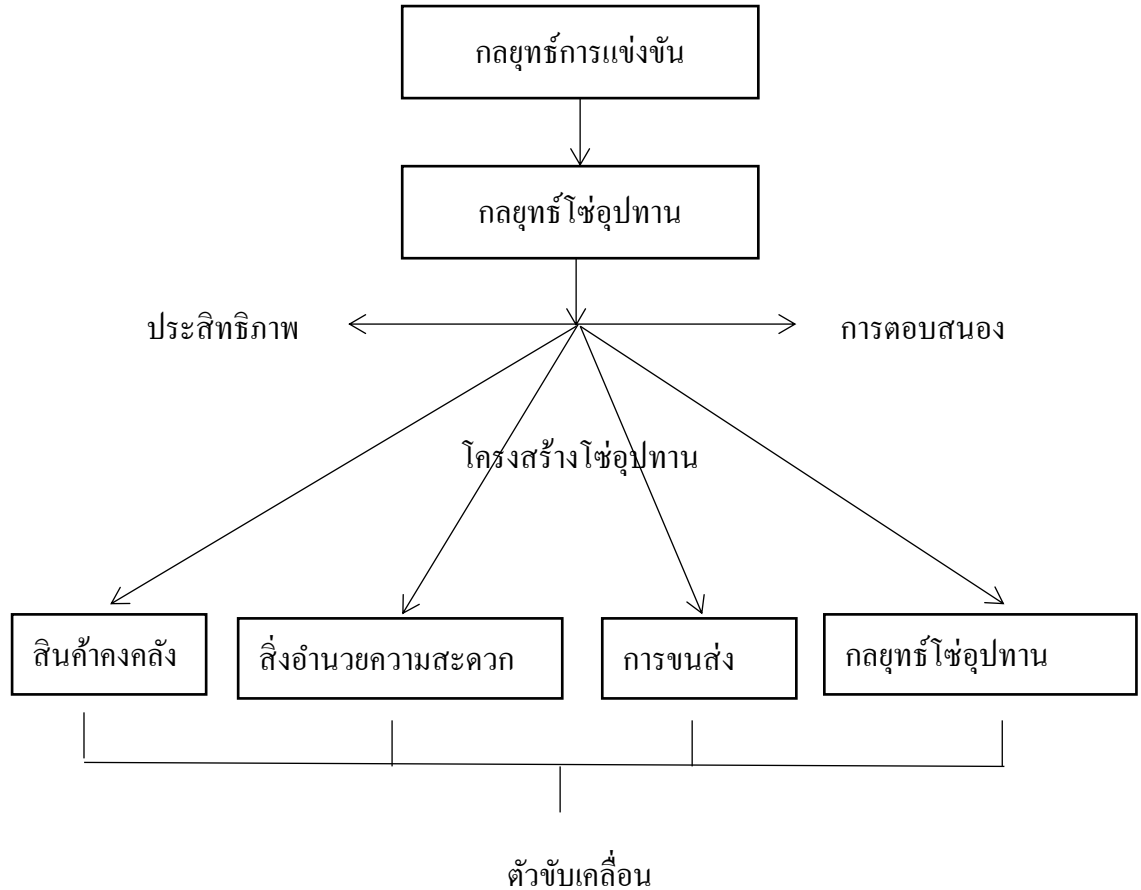 กลยุทธ์การแข่งขัน
กลยุทธ์โซ่อุปทาน
ประสิทธิภาพ
การตอบสนอง
โครงสร้างโซ่อุปทาน
สินค้าคงคลัง
สิ่งอำนวยความสะดวก
การขนส่ง
กลยุทธ์โซ่อุปทาน
ตัวขับเคลื่อน